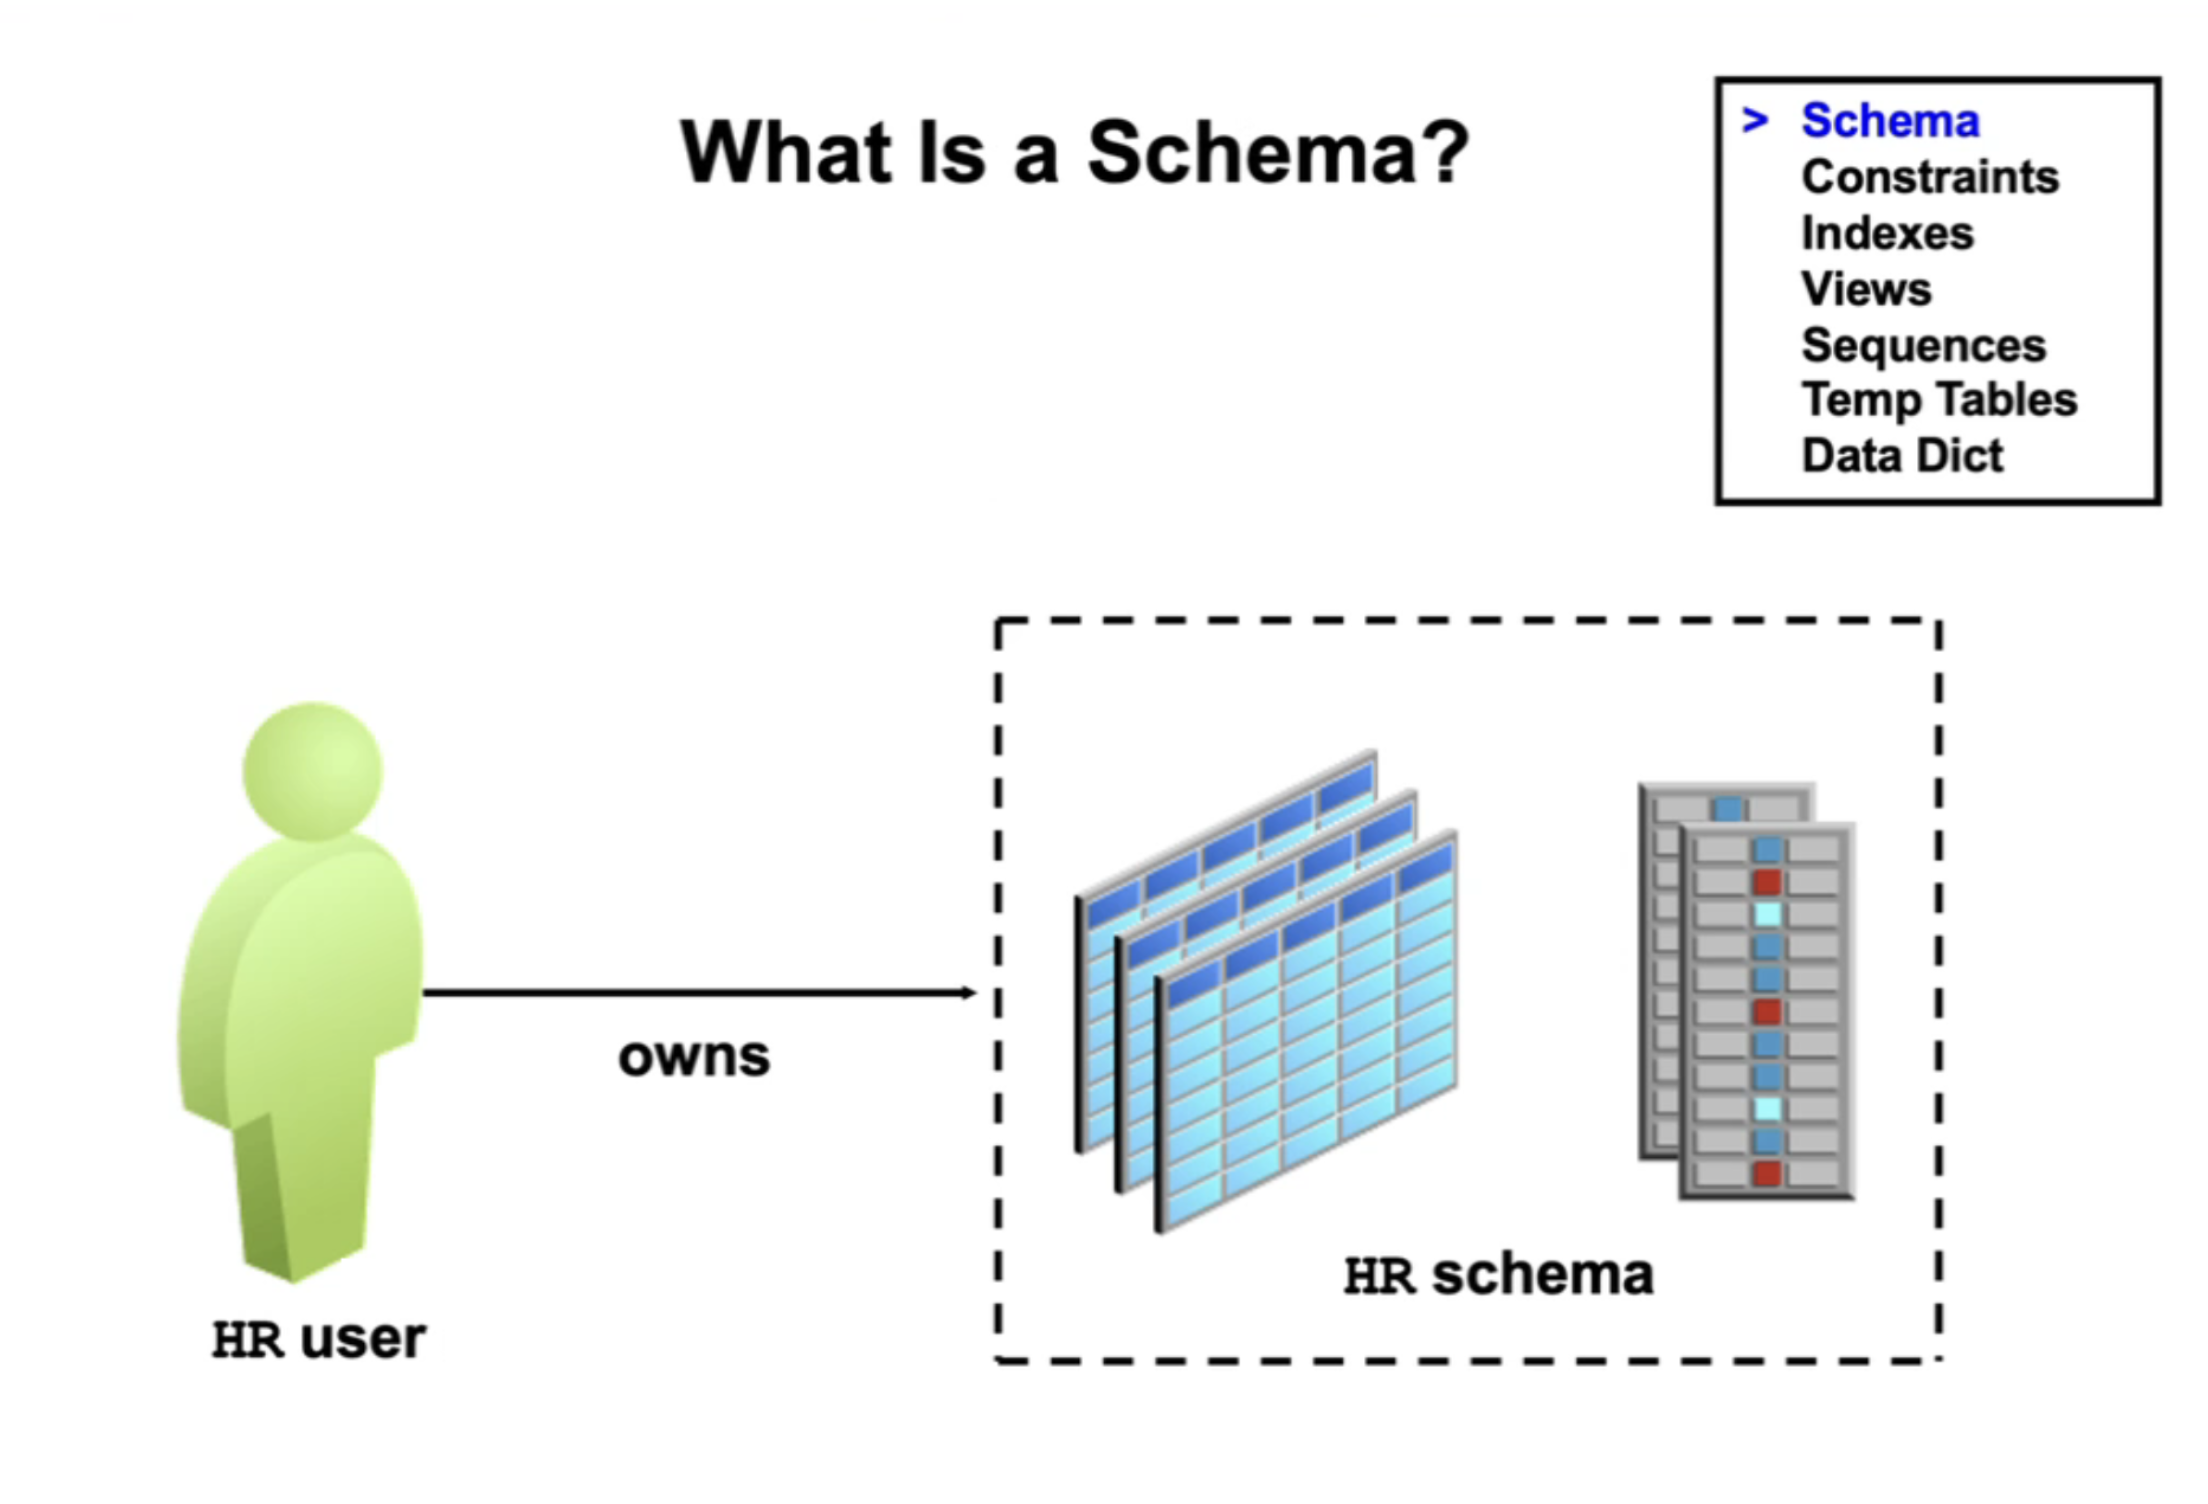 What Is a Schema?
> Schema
Constraints
Indexes
Views
Sequences
Temp Tables
Data Dict
owns
HR schema
HR user